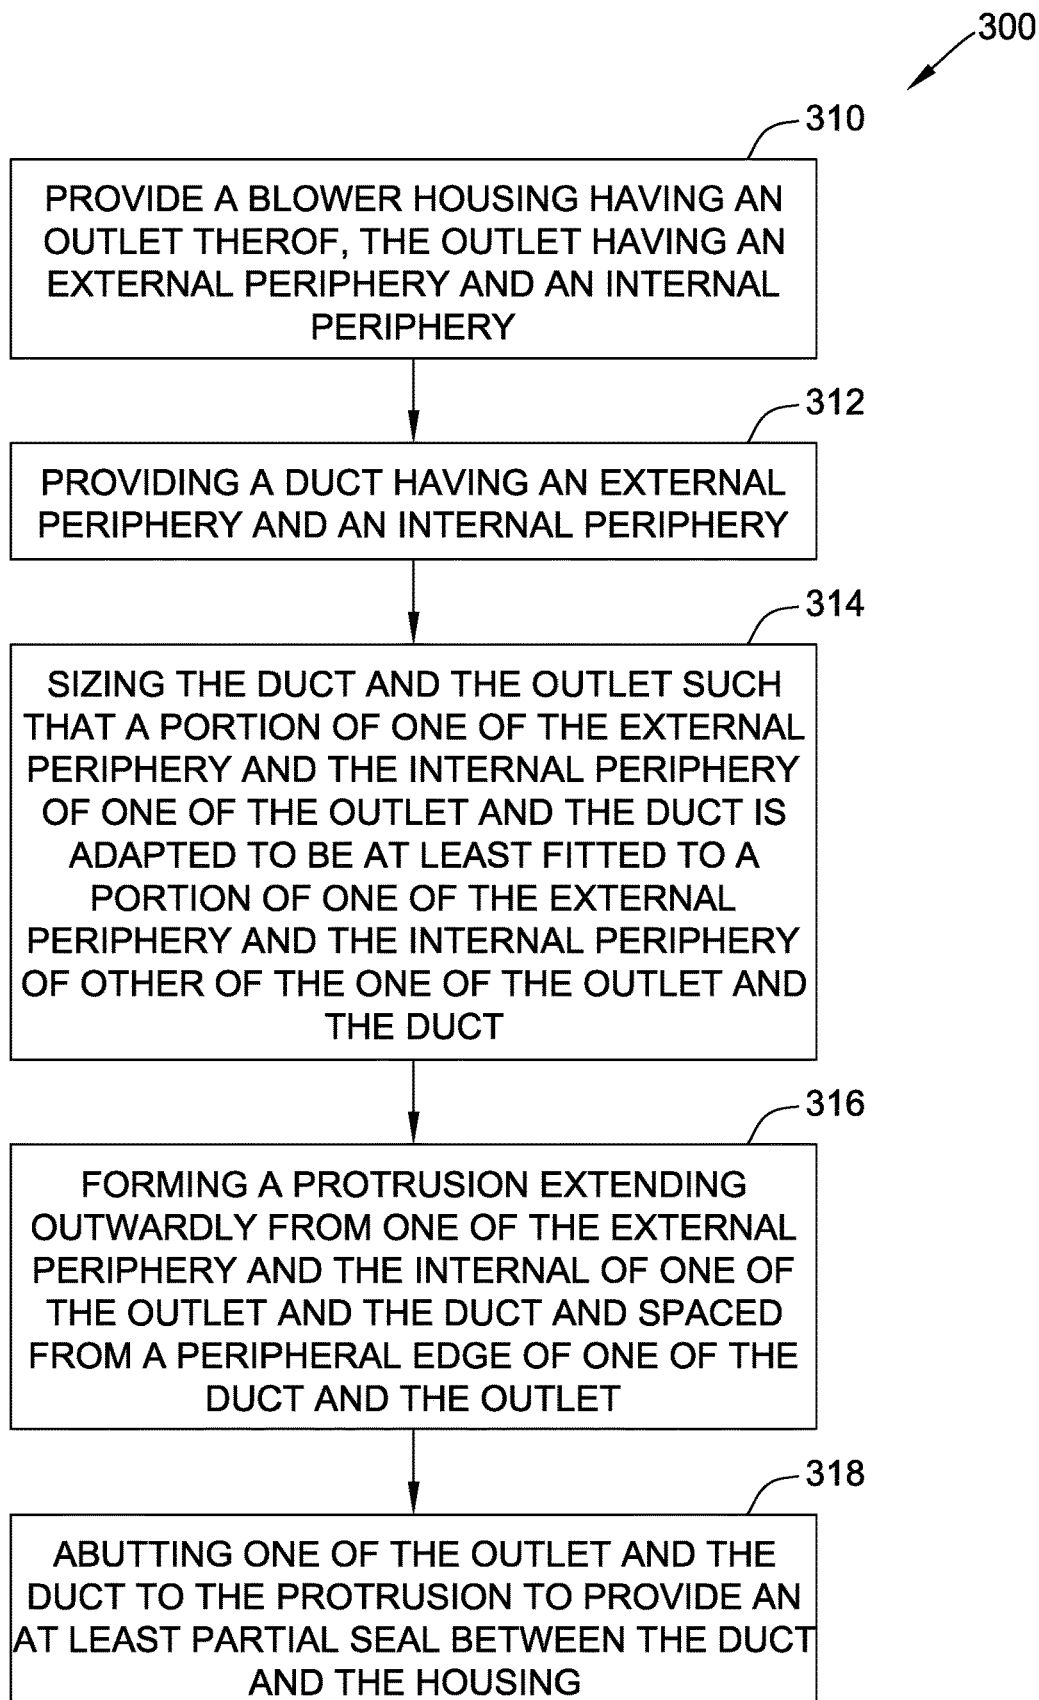 300
310
PROVIDE A BLOWER HOUSING HAVING AN
OUTLET THEROF, THE OUTLET HAVING AN
EXTERNAL PERIPHERY AND AN INTERNAL
PERIPHERY
312
PROVIDING A DUCT HAVING AN EXTERNAL
PERIPHERY AND AN INTERNAL PERIPHERY
314
SIZING THE DUCT AND THE OUTLET SUCH
THAT A PORTION OF ONE OF THE EXTERNAL
PERIPHERY AND THE INTERNAL PERIPHERY
OF ONE OF THE OUTLET AND THE DUCT IS
ADAPTED TO BE AT LEAST FITTED TO A
PORTION OF ONE OF THE EXTERNAL
PERIPHERY AND THE INTERNAL PERIPHERY
OF OTHER OF THE ONE OF THE OUTLET AND
THE DUCT
316
FORMING A PROTRUSION EXTENDING
OUTWARDLY FROM ONE OF THE EXTERNAL
PERIPHERY AND THE INTERNAL OF ONE OF
THE OUTLET AND THE DUCT AND SPACED
FROM A PERIPHERAL EDGE OF ONE OF THE
DUCT AND THE OUTLET
318
ABUTTING ONE OF THE OUTLET AND THE
DUCT TO THE PROTRUSION TO PROVIDE AN
AT LEAST PARTIAL SEAL BETWEEN THE DUCT
AND THE HOUSING